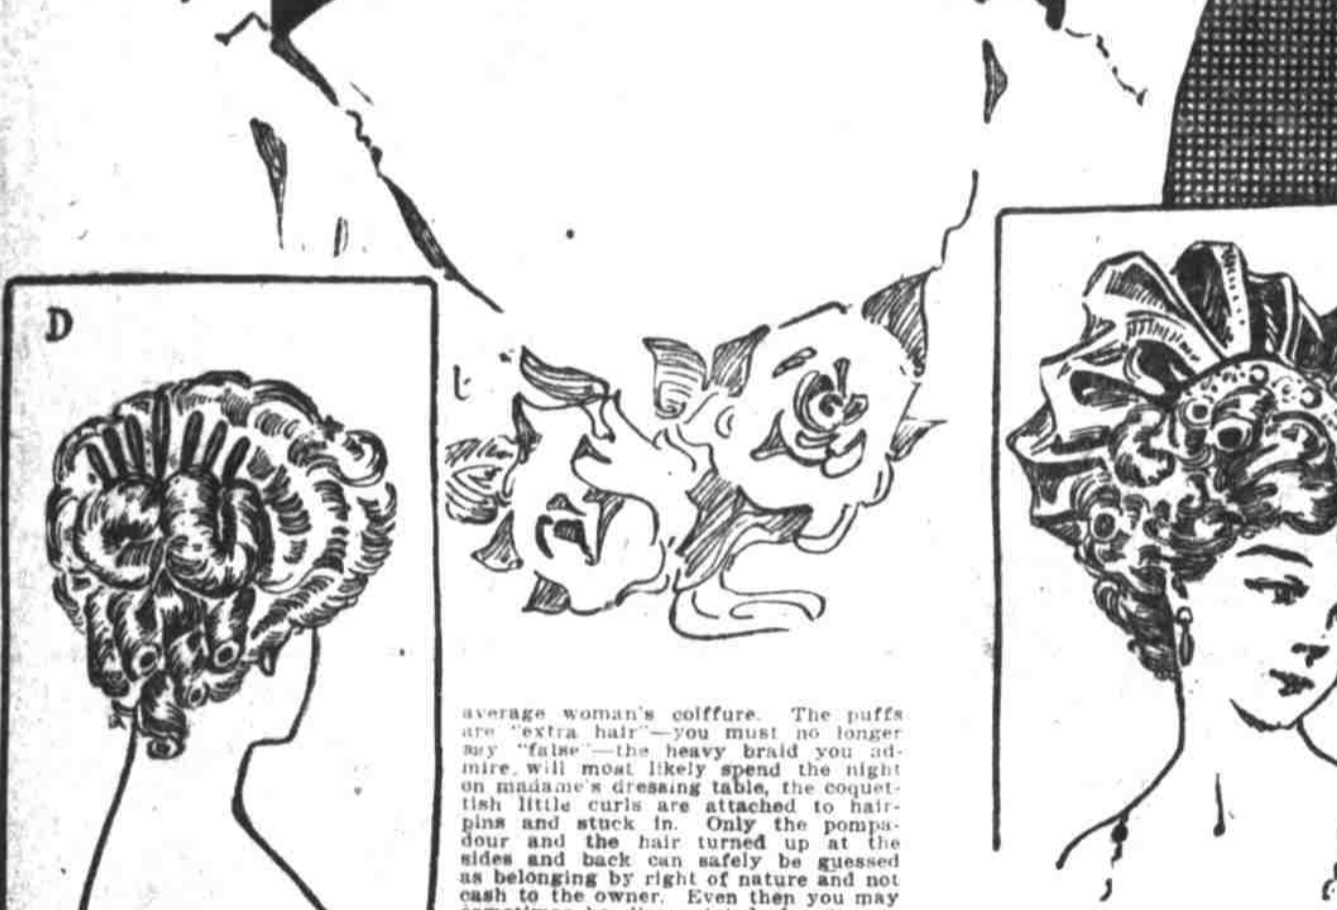 D
average woman's coiffure. The puffs
are "extra hair"—you must no longer
say "false"—the heavy braid you ad-
mire, will most likely spend the night
on madame's dressing table, the coquet-
tish little curls are attached to hair-
pins and stuck in. Only the pompa-
dour and the hair turned up at the
sides and back can safely be guessed
as belonging by right of nature and not
cash to the owner. Even then you may